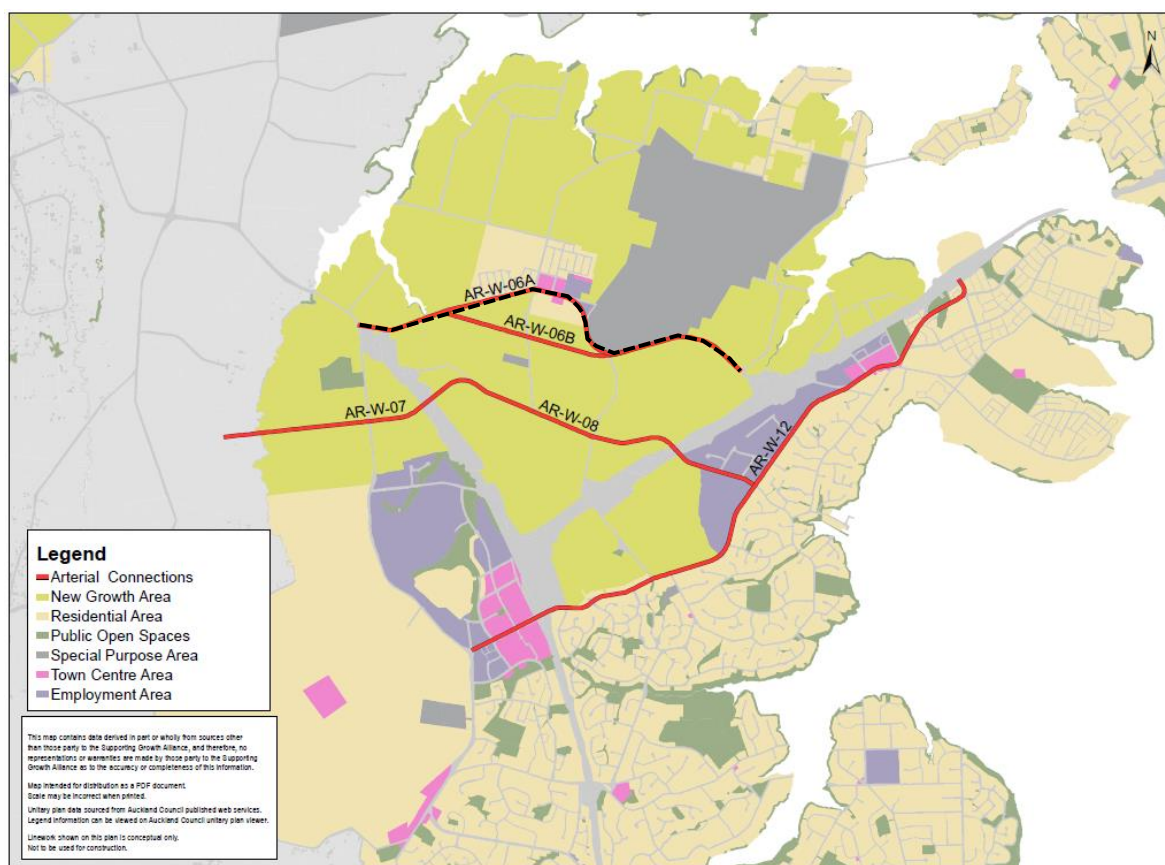 N
AR-W-06A
AR-W-06B
AR-W-07
AR-W-08
AR-W-12
Legend
Arterial Connections
New Growth Area
Residential Area
Public Open Spaces
Special Purpose Area
Town Centre Area
Employment Area
This map contains data derived in part or wholly from sources other
than those party to the Supporting Growth Alliance, and therefore, no
representations or warranties are made by those party to the Supporting
Growth Alliance as to the accuracy or completeness of this information.
Map intended for distribution as a PDF document.
Scale may be incorrect when printed.
Unitary plan data sourced from Auckland Council published web services.
Legend information can be viewed on Auckland Council unitary plan viewer.
Linework shown on this plan is conceptual only.
Not to be used for construction.